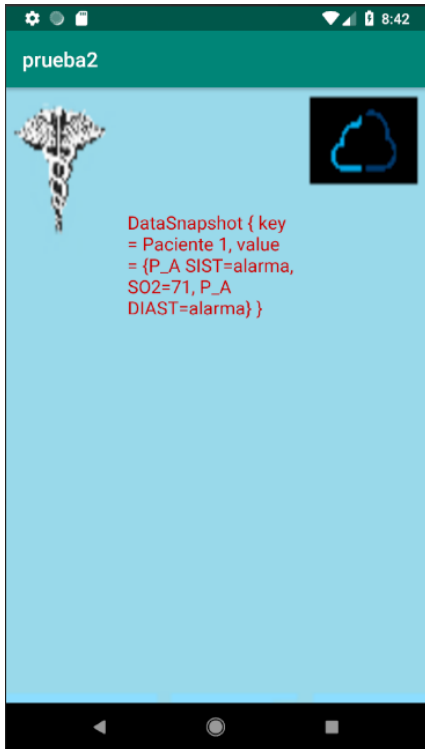 8:42
prueba2
DataSnapshot { key
= Paciente 1, value
= {P_A SIST=alarma,
SO2=71, P_A
DIAST=alarma} }